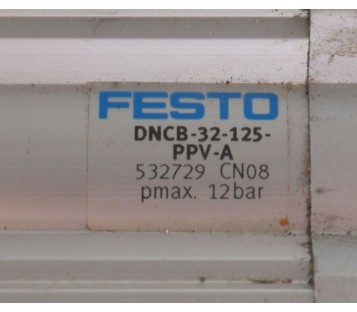 FESTO
DNCB-32-125-
PPV-A
532729 CN08
pmax. 12bar